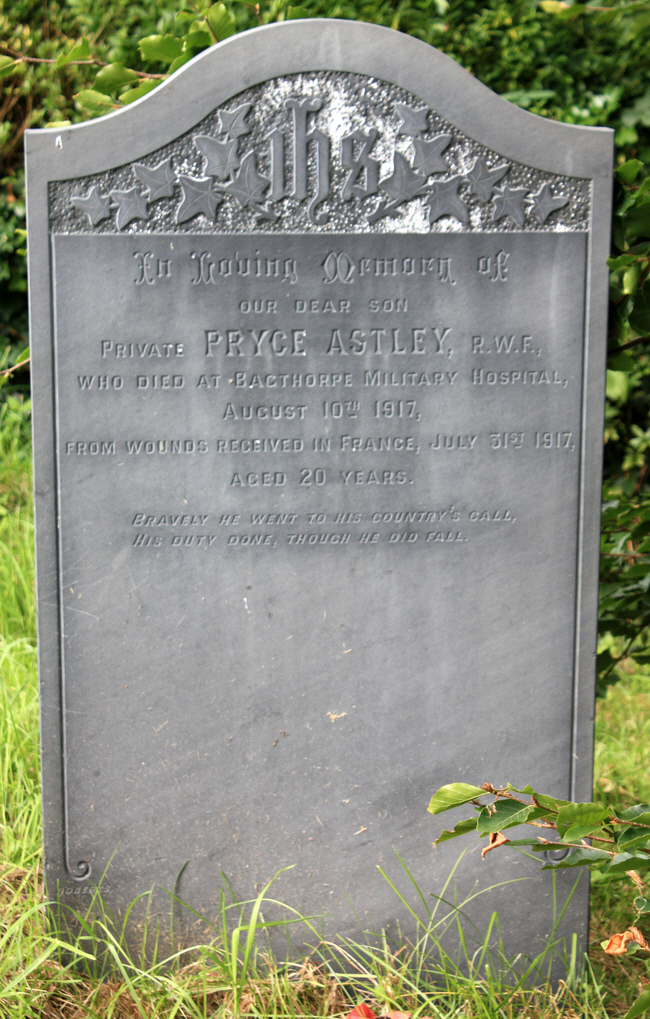 ihs
In Loving Memory of
OUR DEAR SON
PRIVATE PRYCE ASTLEY, R.W.F.,
WHO DIED AT BAGTHORPE MILITARY HOSPITAL,
AUGUST 10TH 1917,
FROM WOUNDS RECEIVED IN FRANCE, JULY 31ST 1917,
AGED 20 YEARS.
BRAVELY HE WENT TO HIS COUNTRY'S CALL,
HIS DUTY DONE, THOUGH HE DID FALL.
ROBERTS